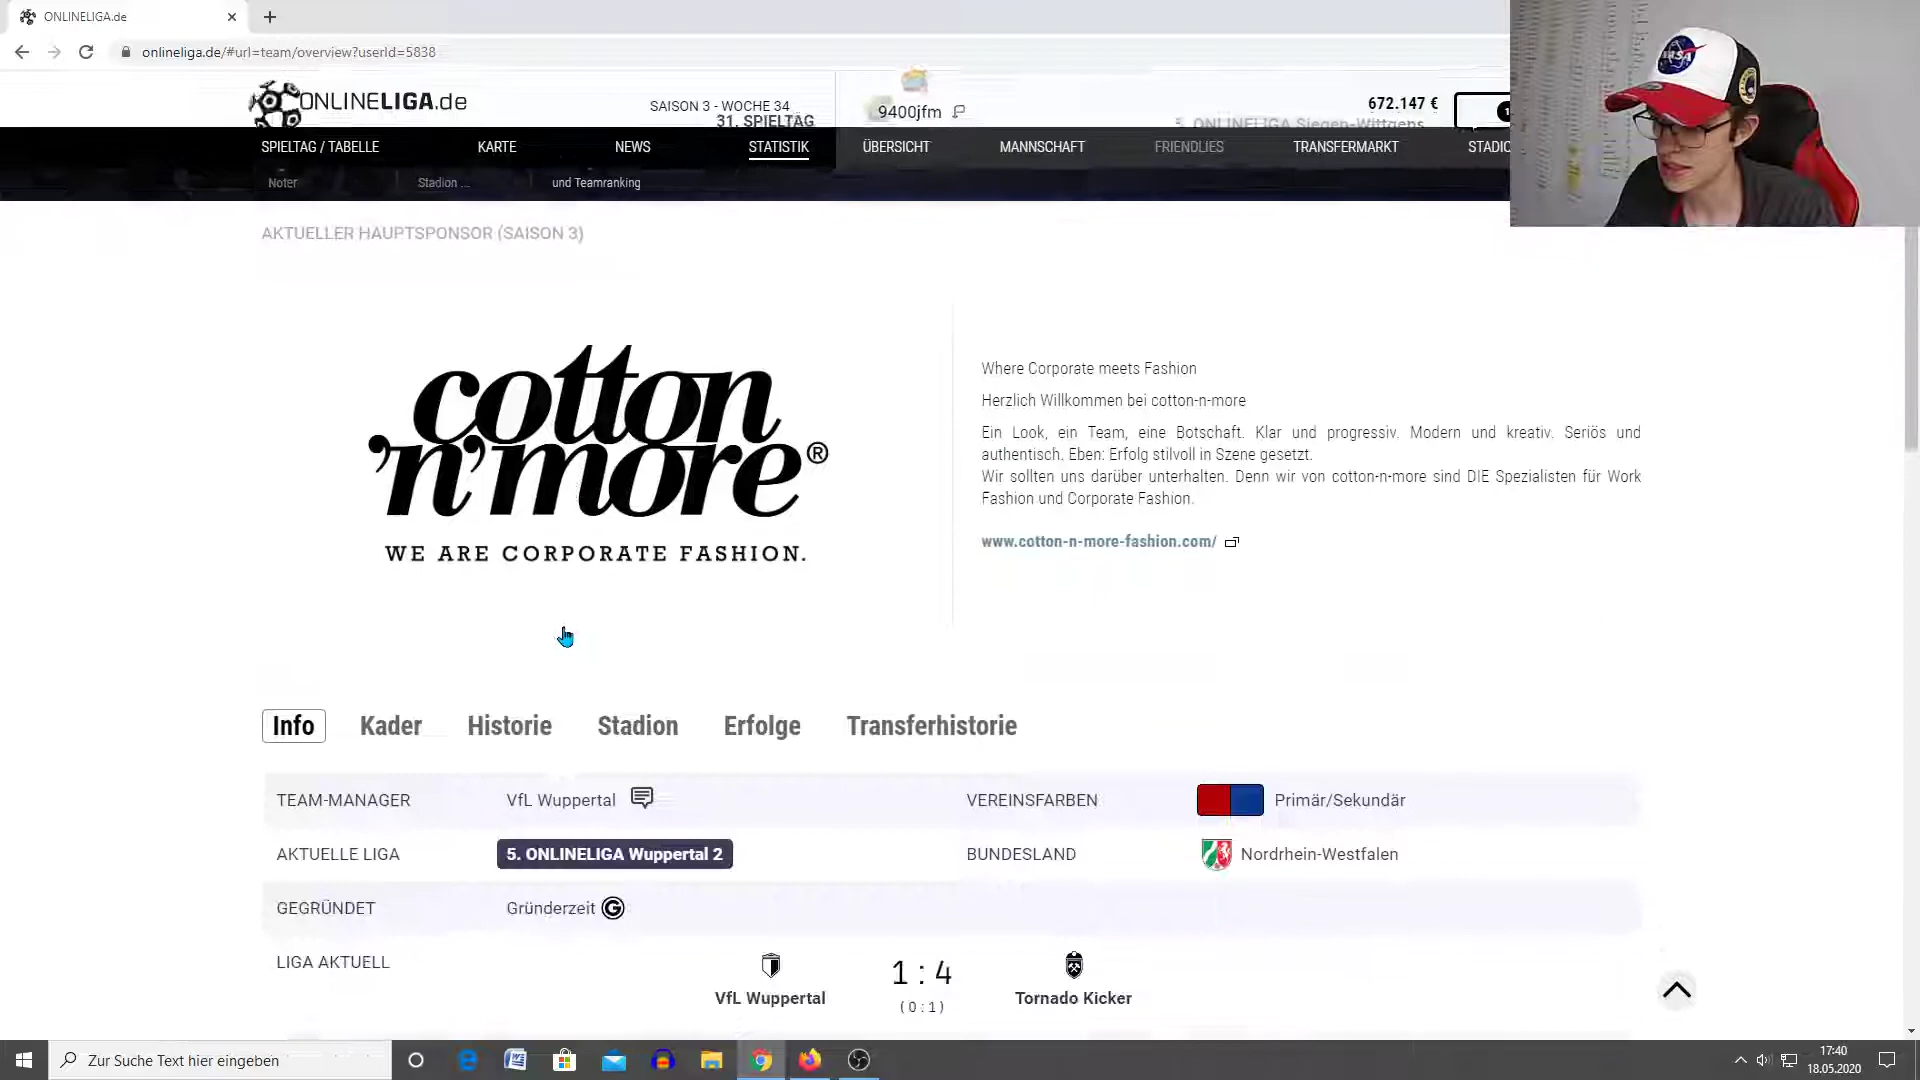 ONLINELIGA.de
onlineliga.de/#url=team/overview?userId=5838
ONLINELIGA.de
SAISON 3 - WOCHE 34
31. SPIELTAG
9400jfm
672.147 €
ONLINELIGA Siegen-Wittgens
SPIELTAG / TABELLE
KARTE
NEWS
STATISTIK
ÜBERSICHT
MANNSCHAFT
FRIENDLIES
TRANSFERMARKT
STADIO
Noten
Stadion ...
und Teamranking
AKTUELLER HAUPTSPONSOR (SAISON 3)
cotton
'n'more®
WE ARE CORPORATE FASHION.
Where Corporate meets Fashion
Herzlich Willkommen bei cotton-n-more
Ein Look, ein Team, eine Botschaft. Klar und progressiv. Modern und kreativ. Seriös und
authentisch. Eben: Erfolg stilvoll in Szene gesetzt.
Wir sollten uns darüber unterhalten. Denn wir von cotton-n-more sind DIE Spezialisten für Work
Fashion und Corporate Fashion.
www.cotton-n-more-fashion.com/
Info Kader Historie Stadion Erfolge Transferhistorie
TEAM-MANAGER VfL Wuppertal VEREINSFARBEN Primär/Sekundär
AKTUELLE LIGA 5. ONLINELIGA Wuppertal 2 BUNDESLAND Nordrhein-Westfalen
GEGRÜNDET Gründerzeit G
LIGA AKTUELL
VfL Wuppertal 1 : 4 Tornado Kicker
( 0 : 1 )
Zur Suche Text hier eingeben
17:40
18.05.2020